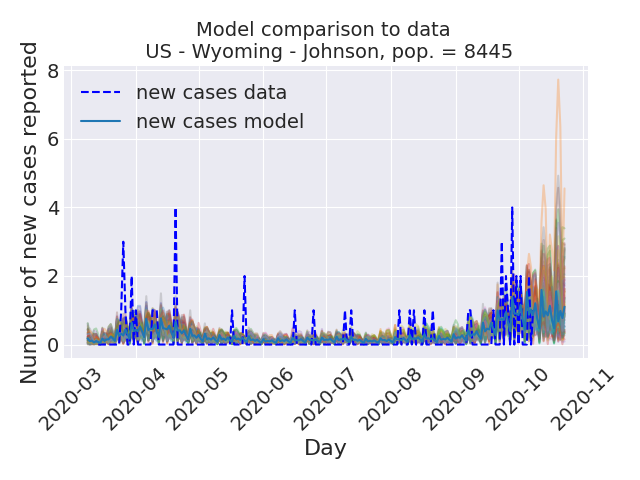 Model comparison to data
US - Wyoming - Johnson, pop. = 8445
Number of new cases reported
8
6
4
2
0
new cases data
new cases model
2020-03
2020-04
2020-05
2020-06
2020-07
2020-08
2020-09
2020-10
2020-11
Day